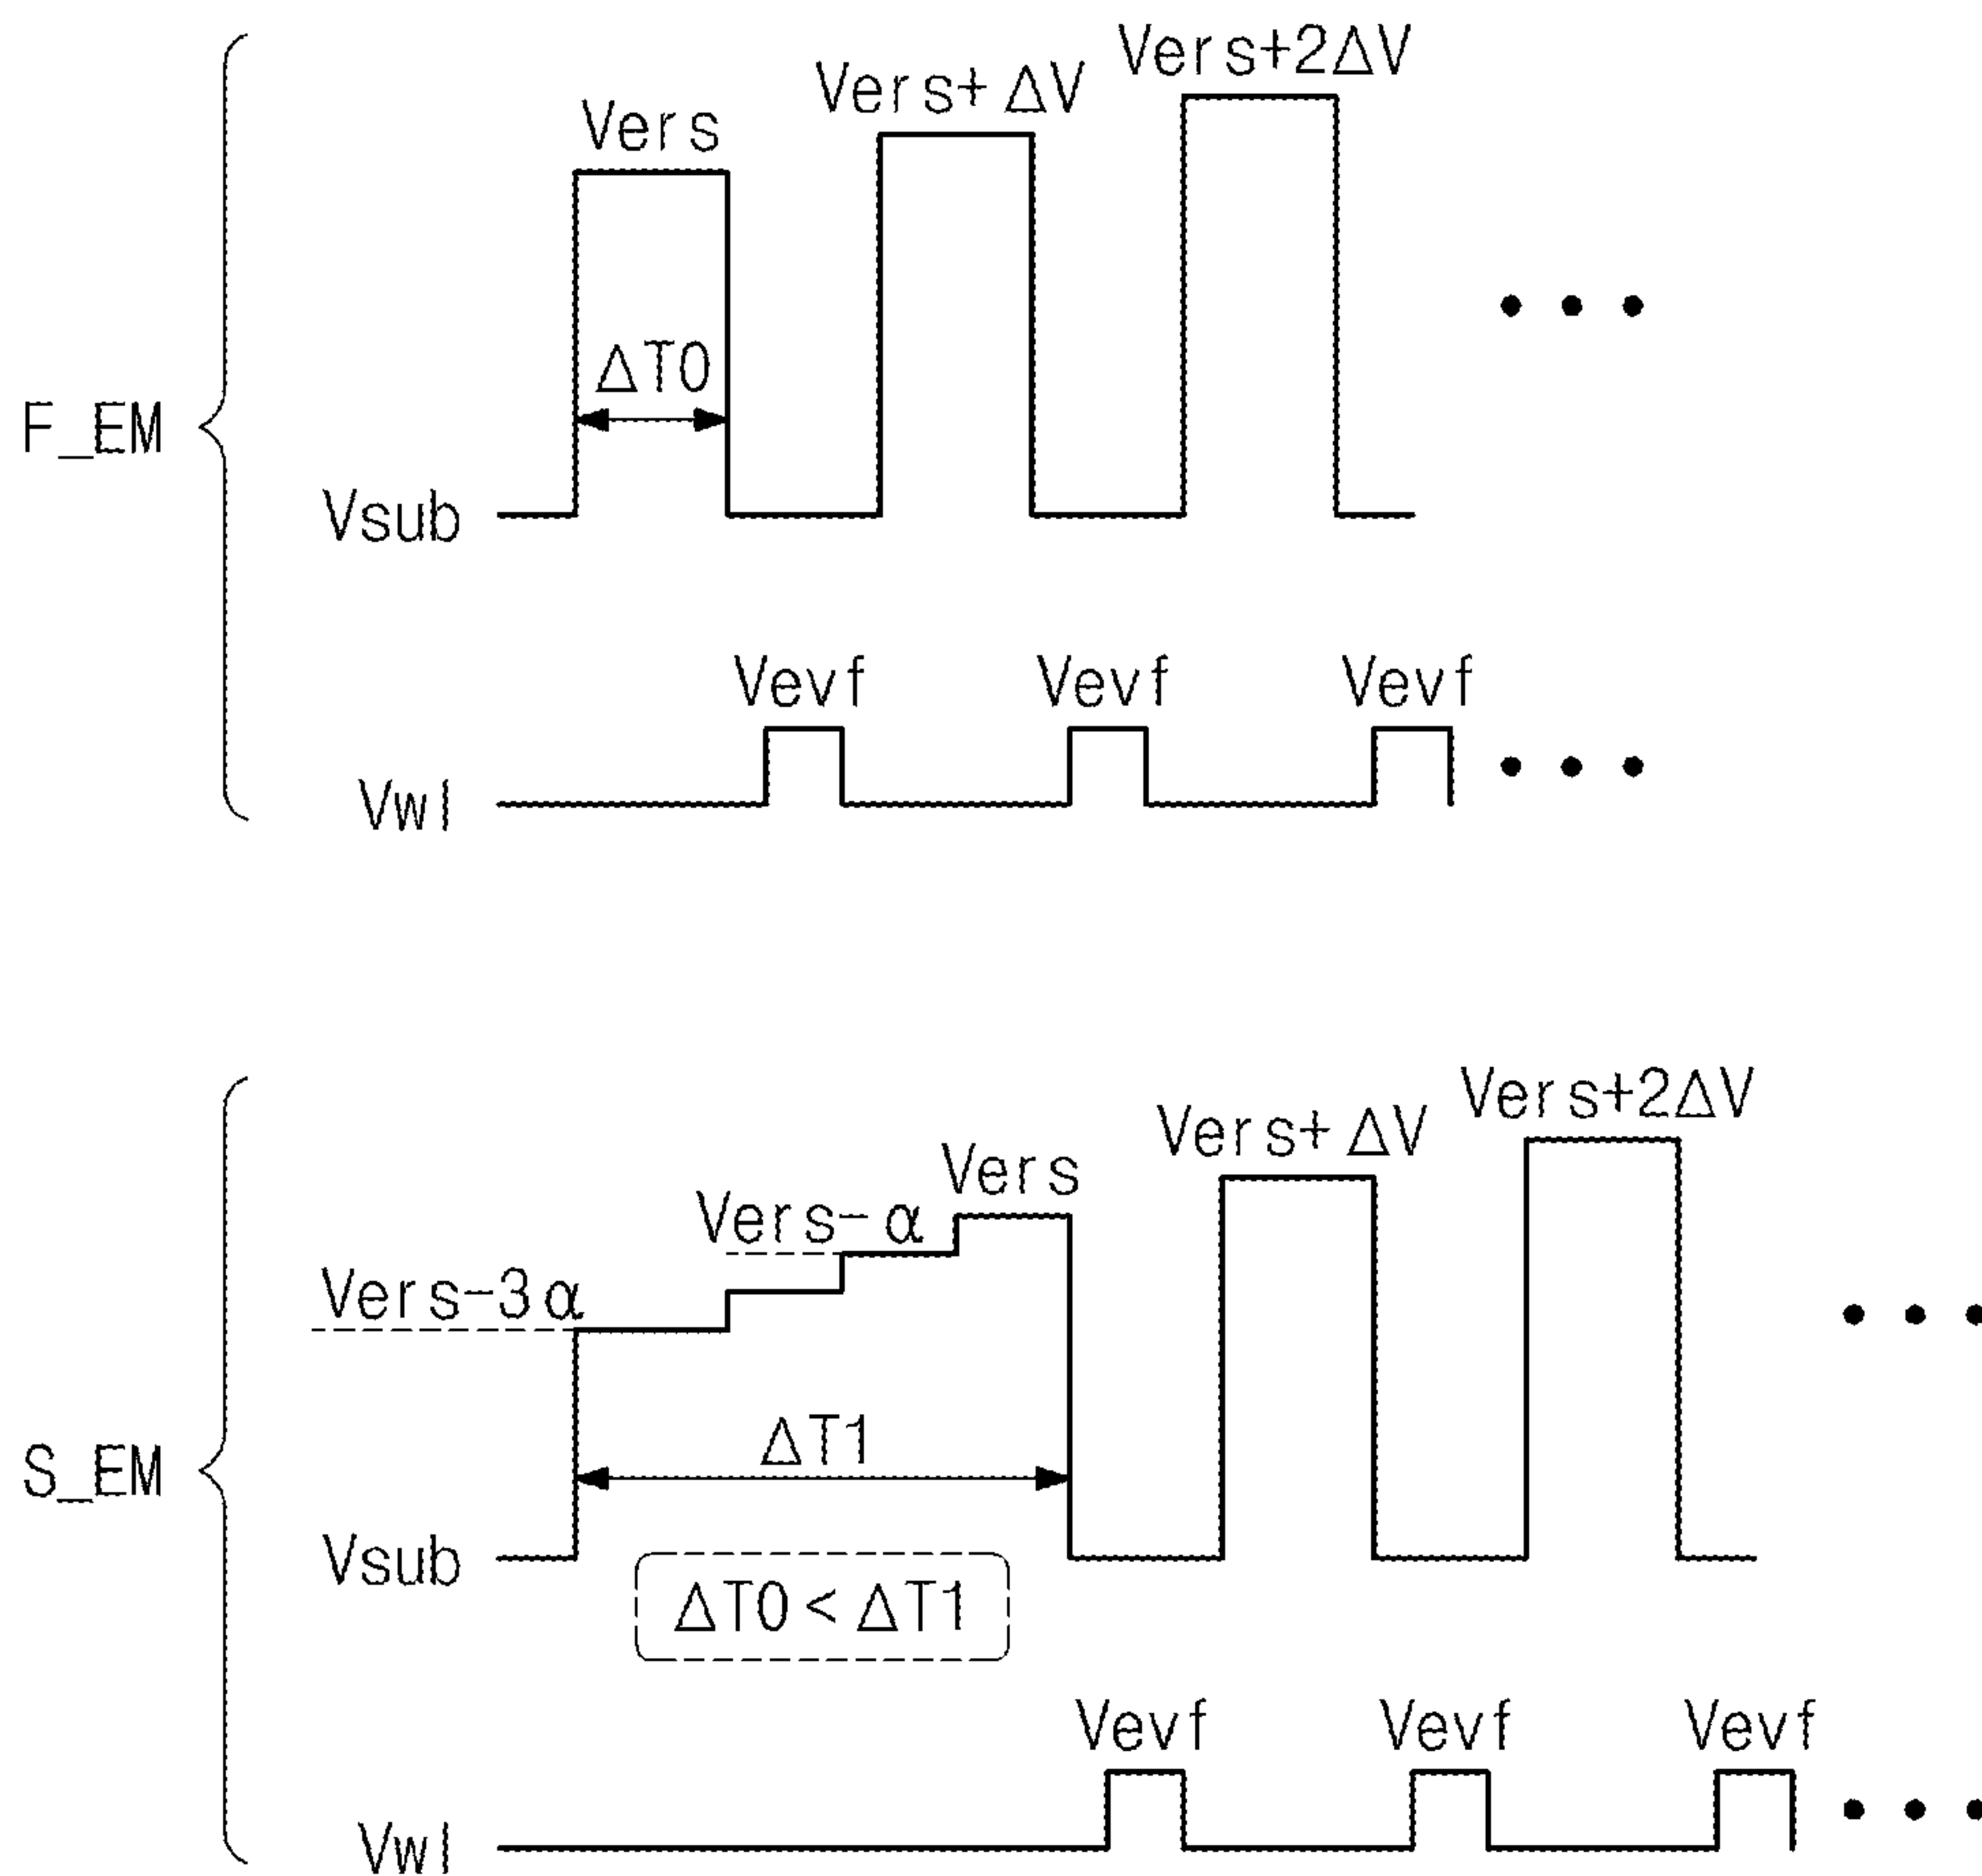 Vers+2ΔV
Vers+ΔV
Vers
ΔT0
F_EM
Vsub
Vevf Vevf Vevf
Vwl
Vers+2ΔV
Vers+ΔV
Vers
Vers-α
Vers-3α
ΔT1
S_EM
Vsub
ΔT0<ΔT1
Vevf Vevf Vevf
Vwl